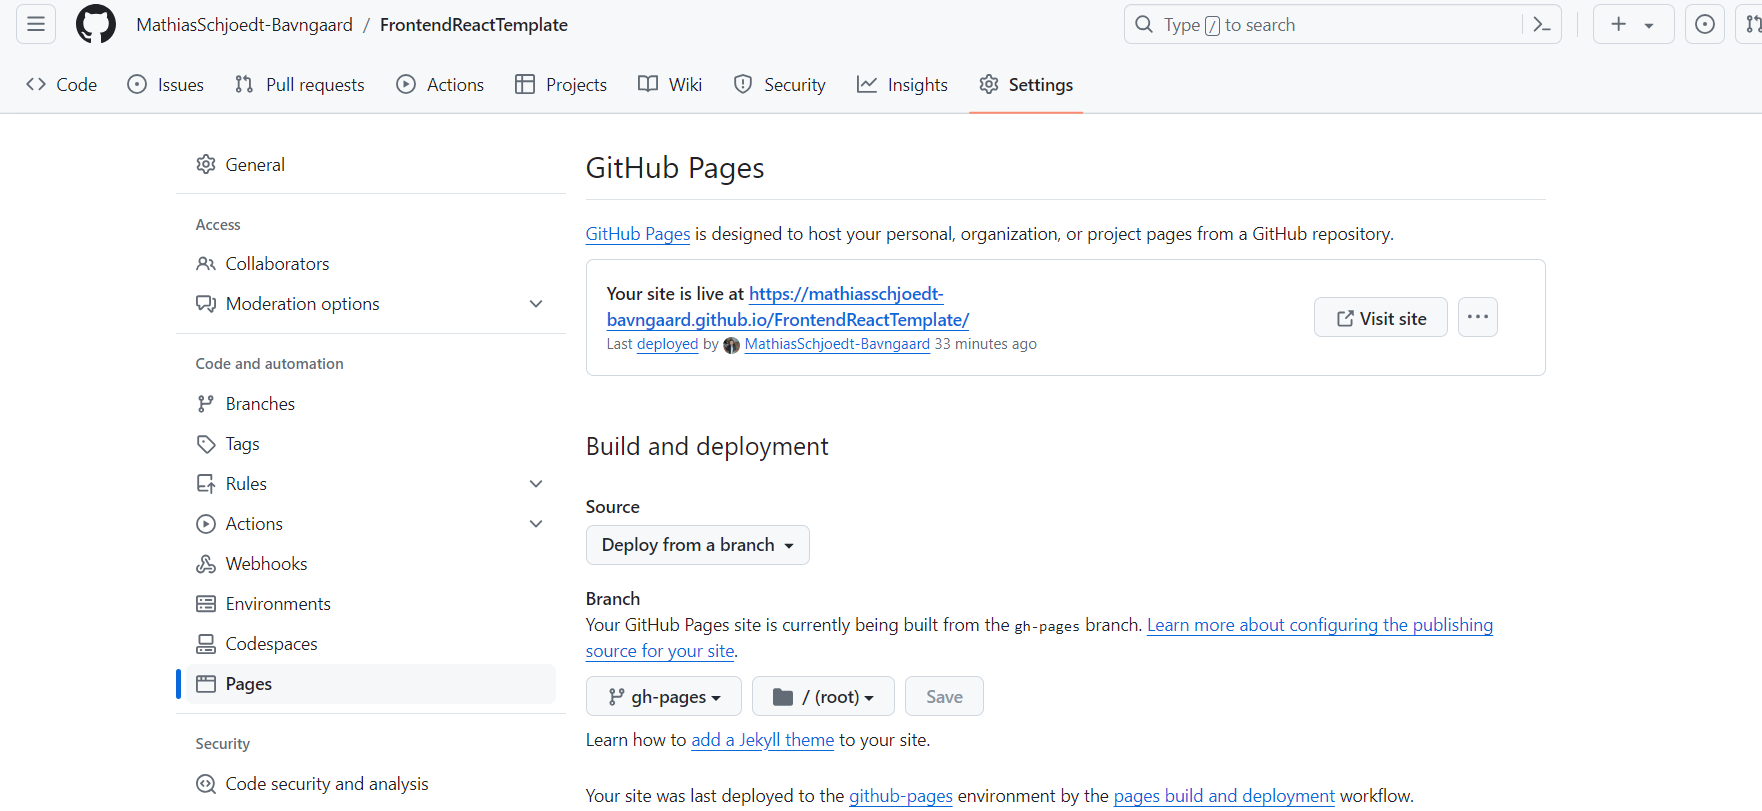 MathiasSchjoedt-Bavngaard / FrontendReactTemplate
Type / to search
Code Issues Pull requests Actions Projects Wiki Security Insights Settings
General
Access
Collaborators
Moderation options
Code and automation
Branches
Tags
Rules
Actions
Webhooks
Environments
Codespaces
Pages
Security
Code security and analysis
GitHub Pages
GitHub Pages is designed to host your personal, organization, or project pages from a GitHub repository.
Your site is live at https://mathiasschjoedt-
bavngaard.github.io/FrontendReactTemplate/
Last deployed by MathiasSchjoedt-Bavngaard 33 minutes ago
Visit site
Build and deployment
Source
Deploy from a branch
Branch
Your GitHub Pages site is currently being built from the gh-pages branch. Learn more about configuring the publishing
source for your site.
gh-pages / (root) Save
Learn how to add a Jekyll theme to your site.
Your site was last deployed to the github-pages environment by the pages build and deployment workflow.